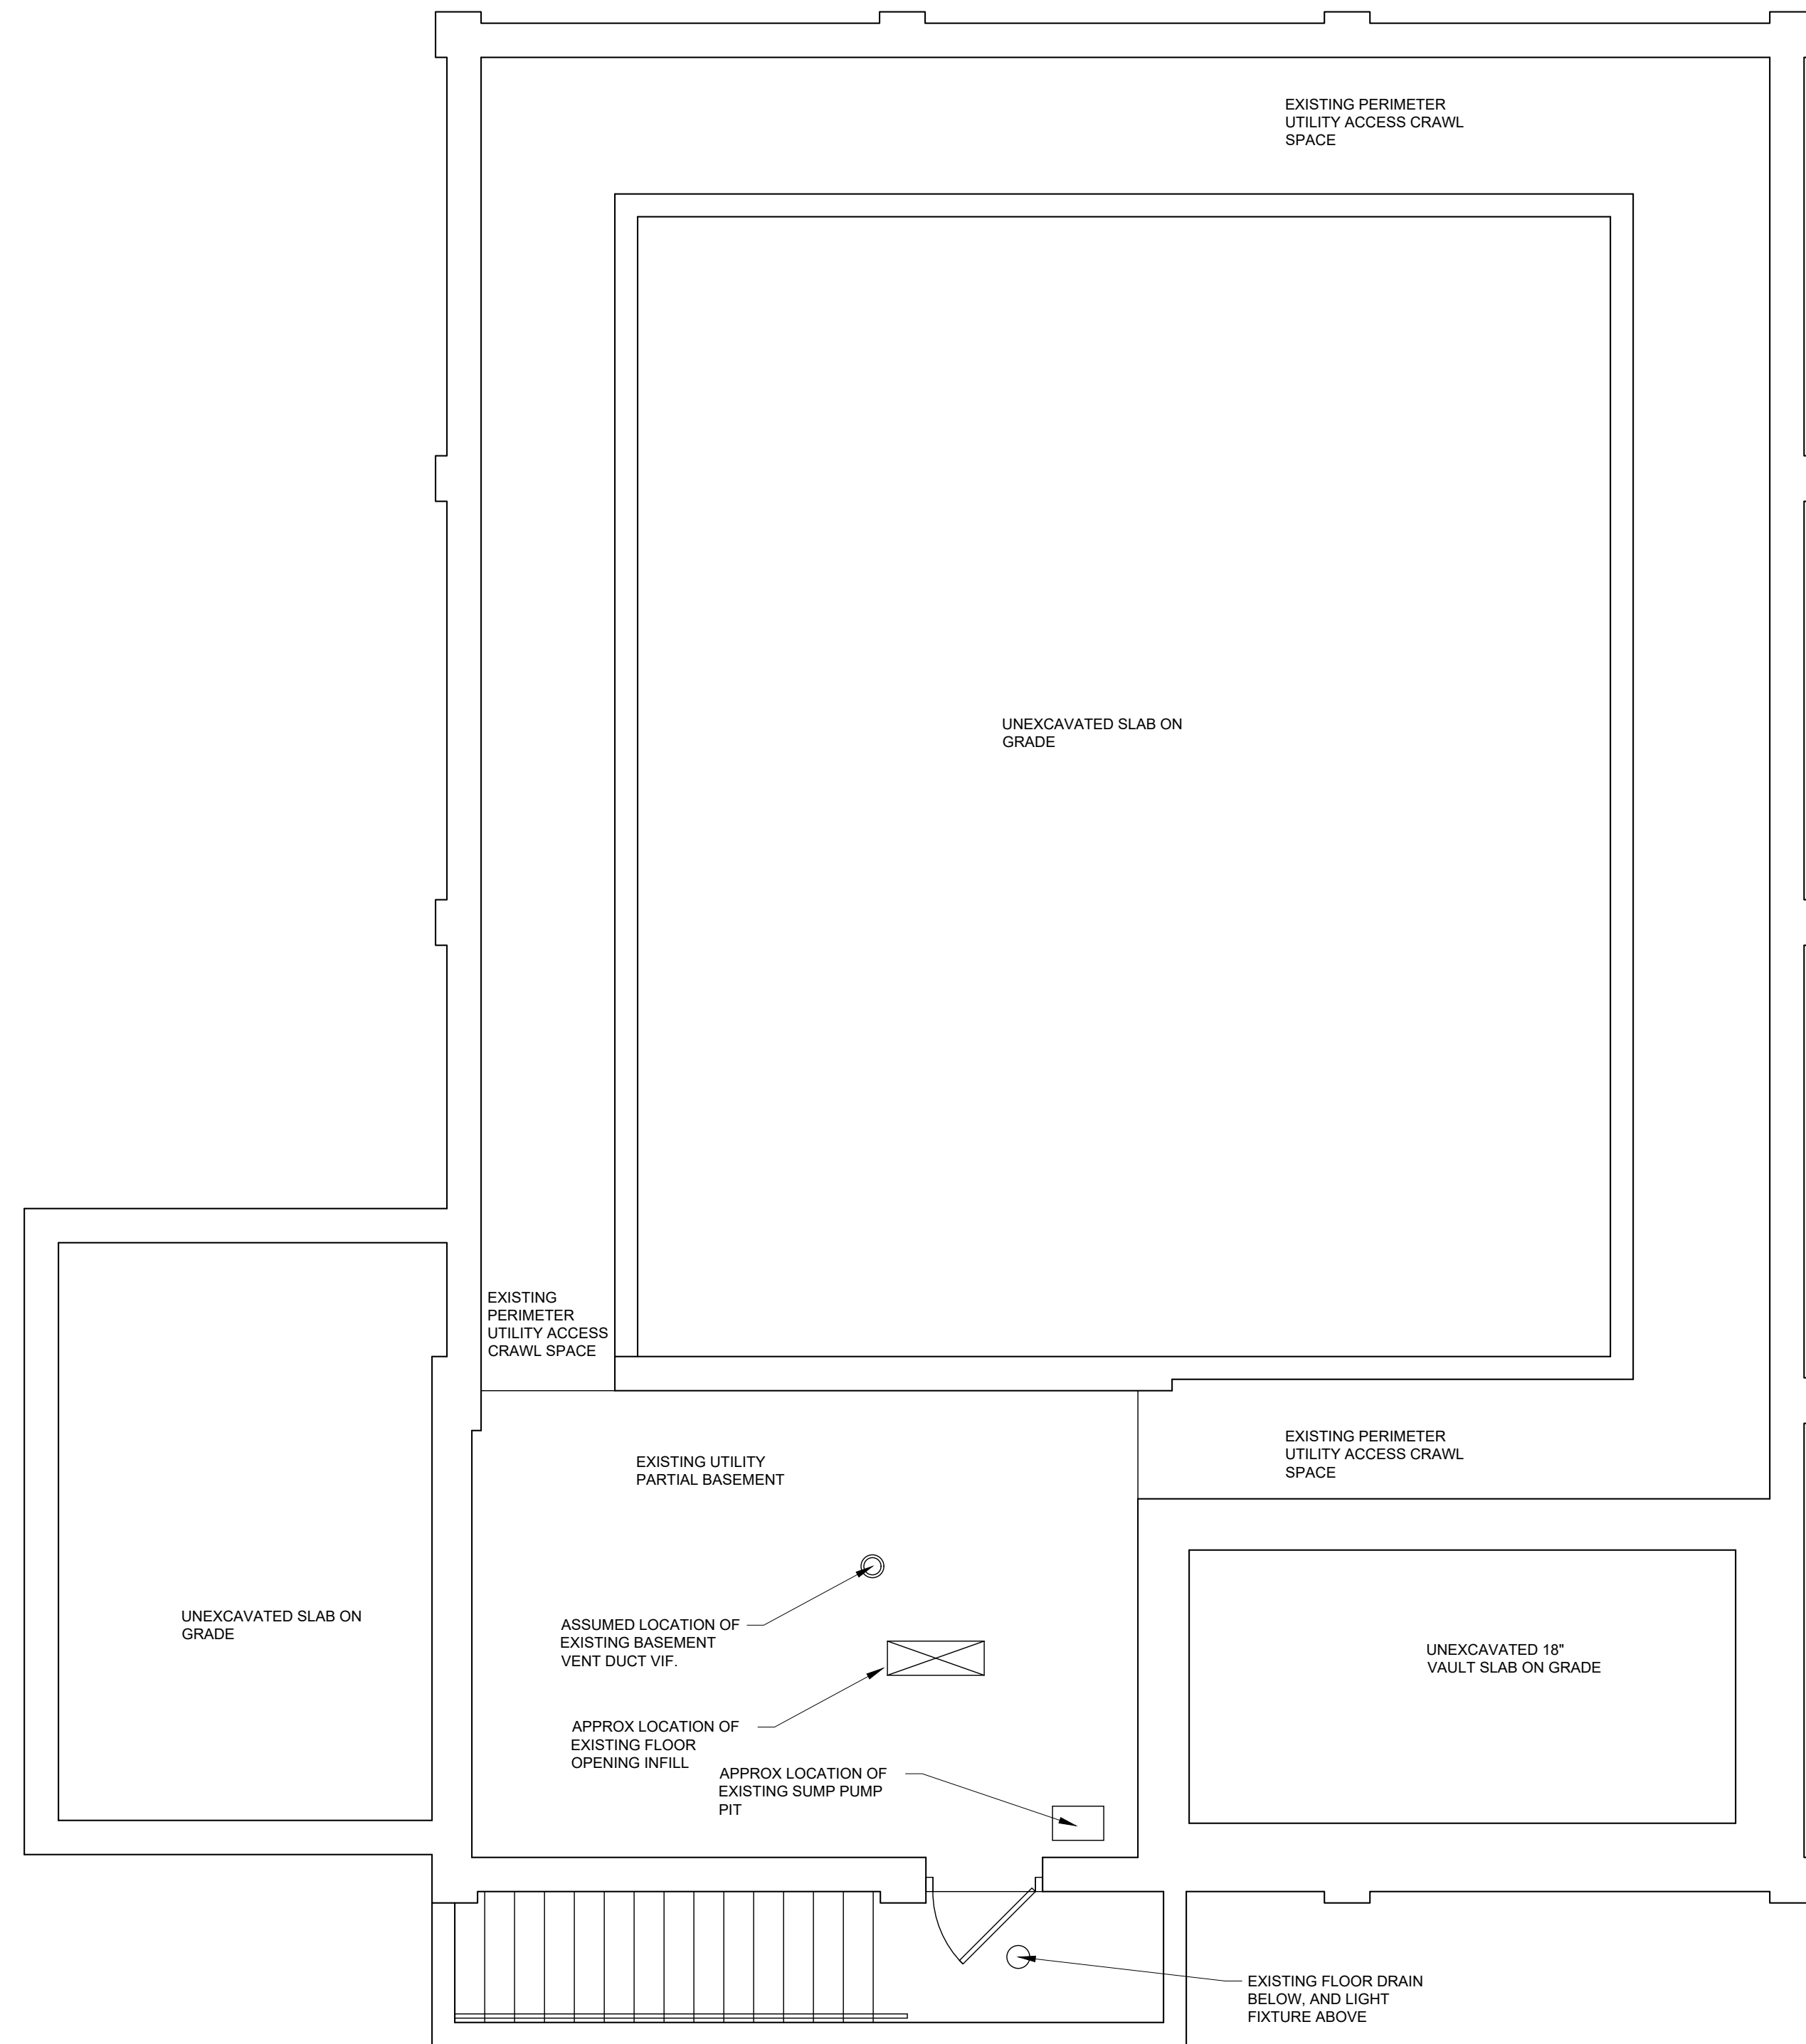 EXISTING PERIMETER
UTILITY ACCESS CRAWL
SPACE
UNEXCAVATED SLAB ON
GRADE
EXISTING
PERIMETER
UTILITY ACCESS
CRAWL SPACE
EXISTING PERIMETER
UTILITY ACCESS CRAWL
SPACE
EXISTING UTILITY
PARTIAL BASEMENT
UNEXCAVATED SLAB ON
GRADE
ASSUMED LOCATION OF
EXISTING BASEMENT
VENT DUCT VIF.
UNEXCAVATED 18"
VAULT SLAB ON GRADE
APPROX LOCATION OF
EXISTING FLOOR
OPENING INFILL
APPROX LOCATION OF
EXISTING SUMP PUMP
PIT
EXISTING FLOOR DRAIN
BELOW, AND LIGHT
FIXTURE ABOVE